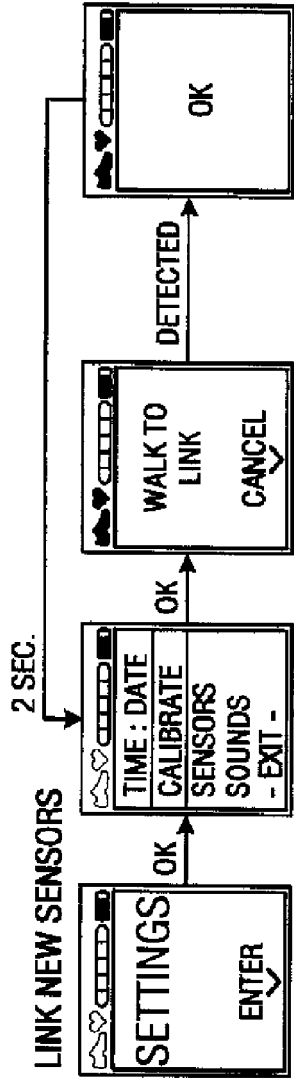 LINK NEW SENSORS
2 SEC.
SETTINGS
ENTER
OK
TIME : DATE
CALIBRATE
SENSORS
SOUNDS
- EXIT -
OK
WALK TO
LINK
CANCEL
DETECTED
OK